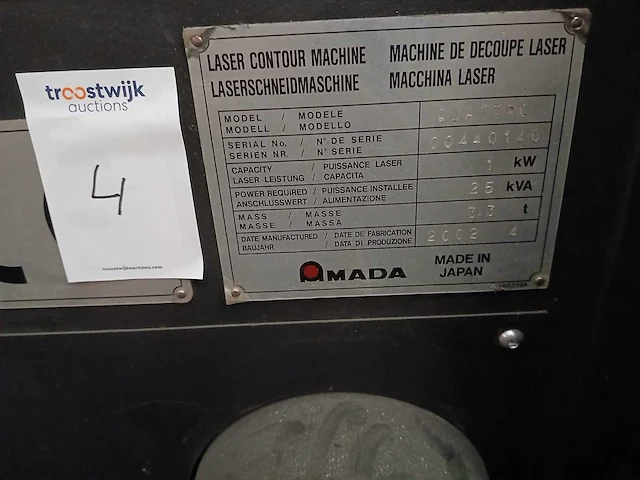 troostwijk
auctions
4
www.troostwijkauctions.com
LASER CONTOUR MACHINE MACHINE DE DECOUPE LASER
LASERSCHNEIDMASCHINE MACCHINA LASER
MODEL / MODELE QUATTRO
MODELL / MODELLO
SERIAL No. / N° DE SERIE 00440140
SERIEN NR. / N° SERIE
CAPACITY / PUISSANCE LASER 1 kW
LASER LEISTUNG / CAPACITA
POWER REQUIRED / PUISSANCE INSTALLEE 25 kVA
ANSCHLUSSWERT / ALIMENTAZIONE
MASS / MASSE 3.3 t
MASSE / MASSA
DATE MANUFACTURED / DATE DE FABRICATION 2002 4
BAUJAHR / DATA DI PRODUZIONE
AMADA MADE IN
JAPAN